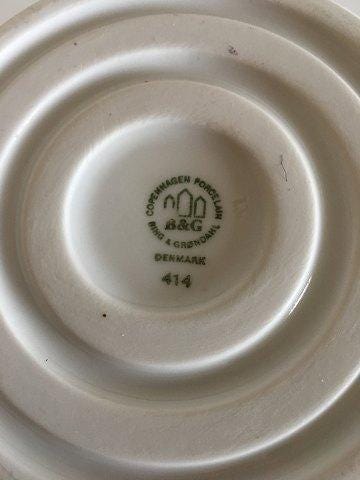 COPENHAGEN PORCELAIN
B&G
BING & GRØNDAHL
DENMARK
414